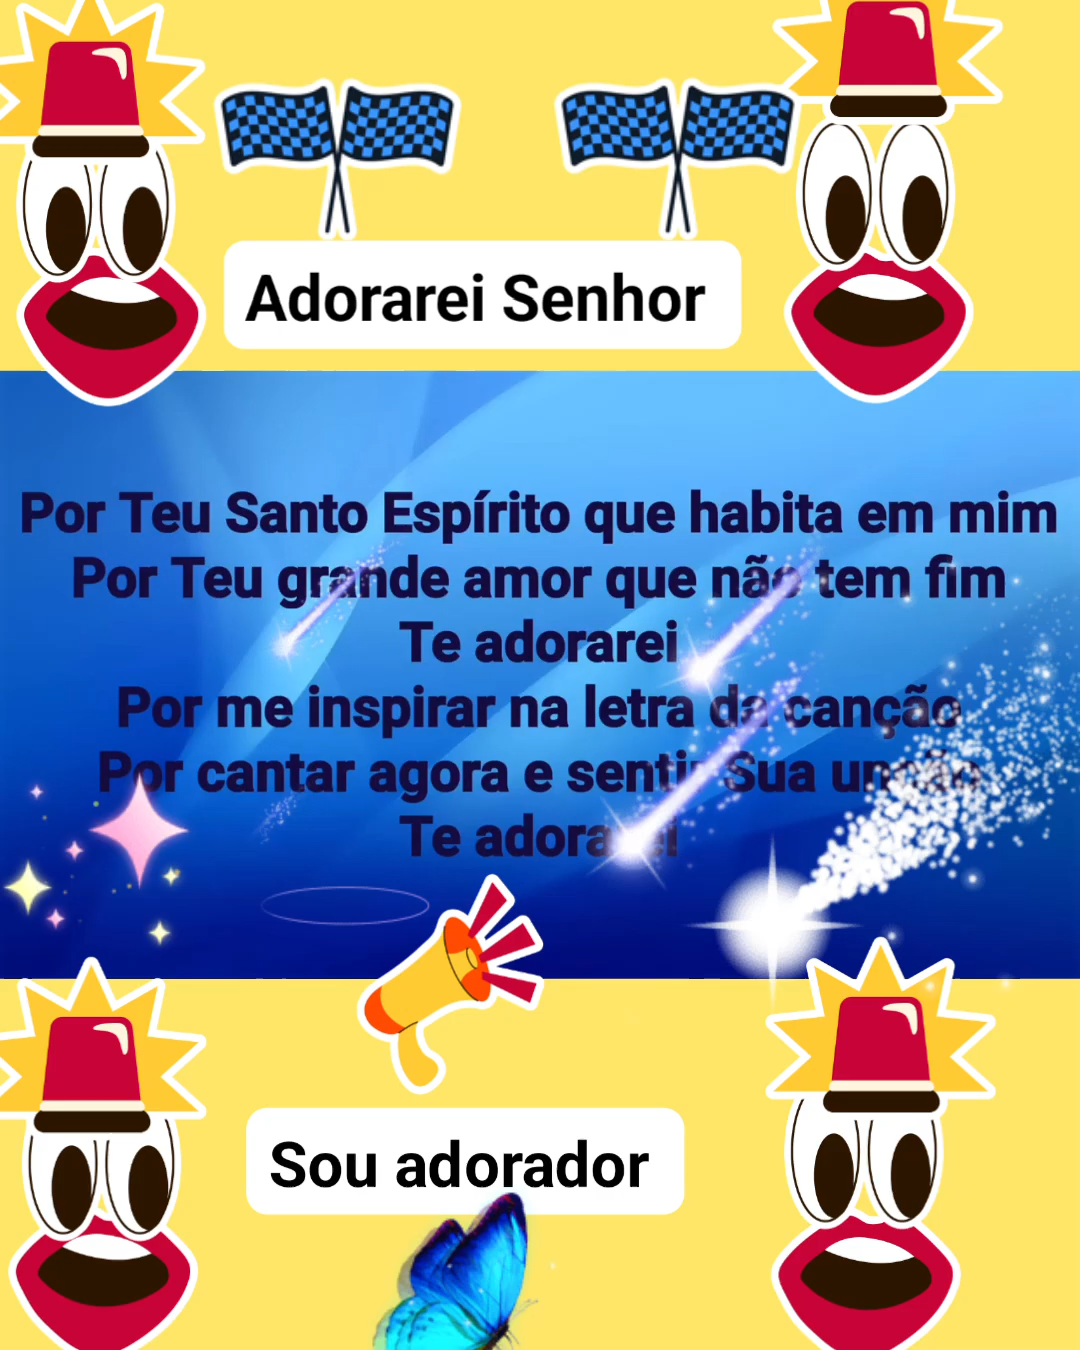 Adorarei Senhor
Por Teu Santo Espírito que habita em mim
Por Teu grande amor que não tem fim
Te adorarei
Por me inspirar na letra da canção
Por cantar agora e sentir Sua unção
Te adorarei
Sou adorador